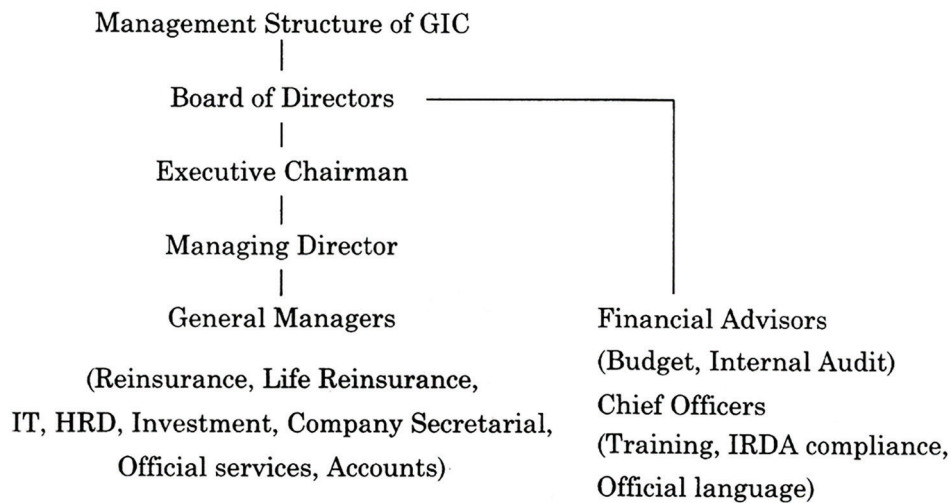 Management Structure of GIC
Board of Directors
Executive Chairman
Managing Director
General Managers
(Reinsurance, Life Reinsurance,
IT, HRD, Investment, Company Secretarial,
Official services, Accounts)
Financial Advisors
(Budget, Internal Audit)
Chief Officers
(Training, IRDA compliance,
Official language)